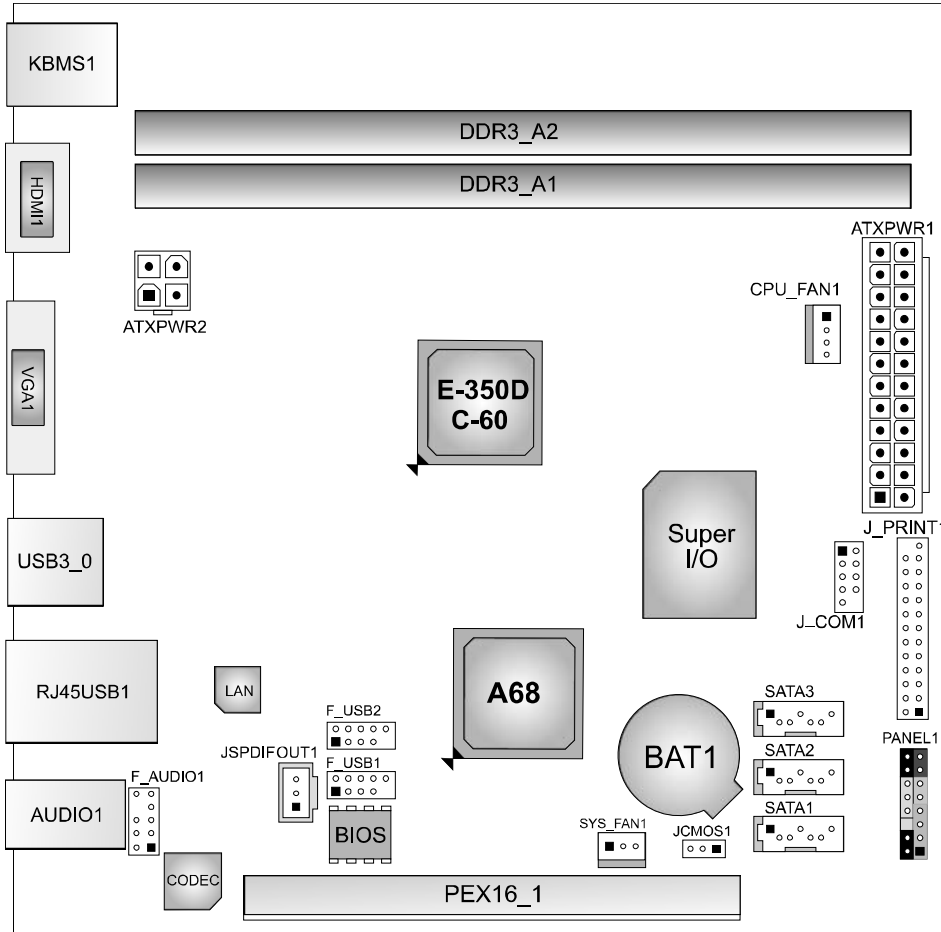 KBMS1
DDR3_A2
DDR3_A1
HDMI1
ATXPWR1
CPU_FAN1
ATXPWR2
VGA1
E-350D
C-60
Super
I/O
J_PRINT1
USB3_0
J_COM1
RJ45USB1
LAN
A68
F_USB2
SATA3
JSPDIFOUT1
BAT1
PANEL1
SATA2
F_USB1
F_AUDIO1
AUDIO1
BIOS
SYS_FAN1
JCMOS1
SATA1
CODEC
PEX16_1